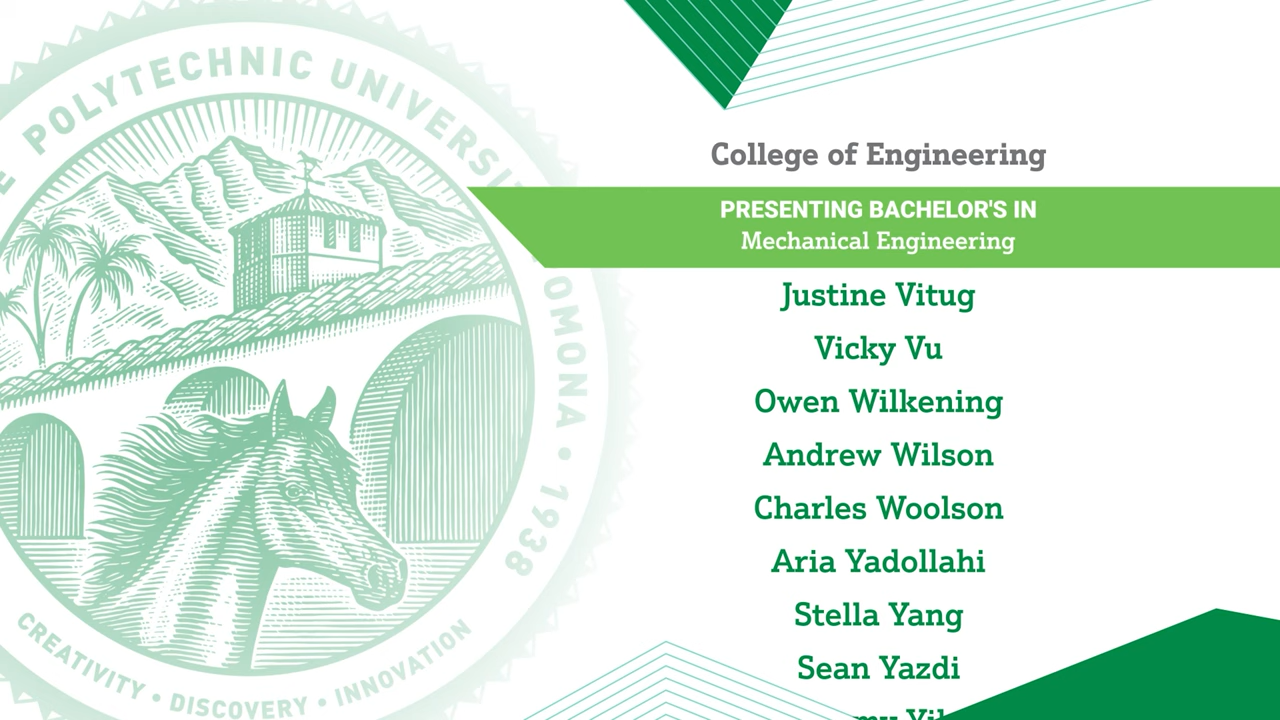 POLYTECHNIC
OMONA • 1938
CREATIVITY • DISCOVERY • INNOVATION
College of Engineering
PRESENTING BACHELOR'S IN
Mechanical Engineering
Justine Vitug
Vicky Vu
Owen Wilkening
Andrew Wilson
Charles Woolson
Aria Yadollahi
Stella Yang
Sean Yazdi